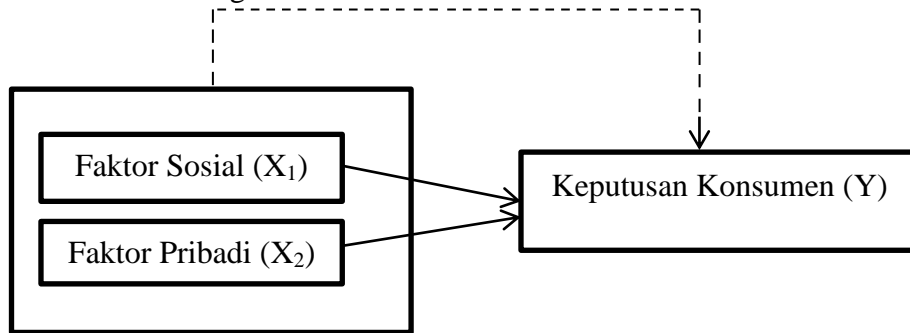 Faktor Sosial (X₁)
Keputusan Konsumen (Y)
Faktor Pribadi (X₂)